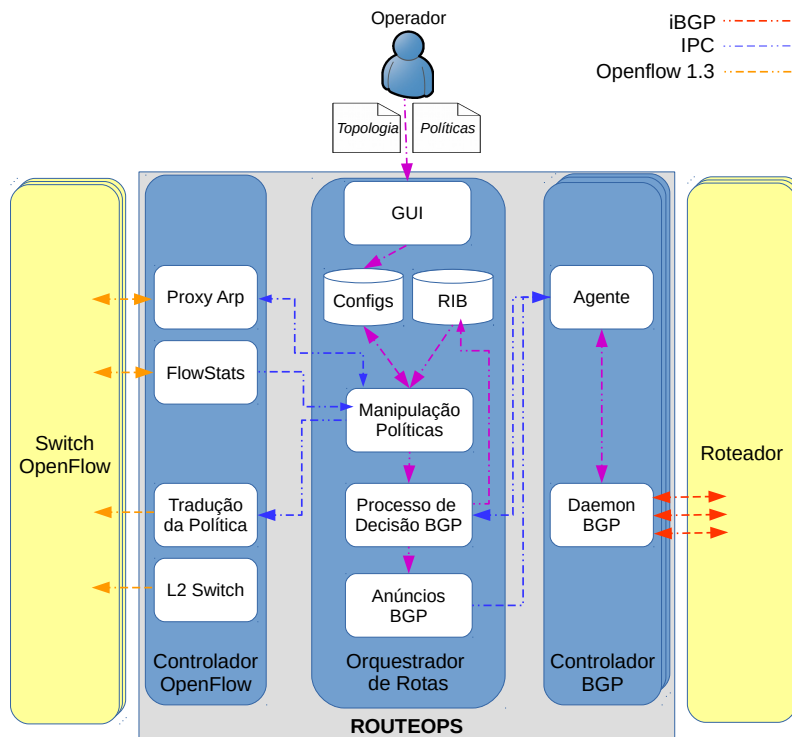 Operador
iBGP
IPC
Openflow 1.3
Topologia
Políticas
GUI
Configs
RIB
Proxy Arp
Agente
FlowStats
Manipulação
Políticas
Switch
OpenFlow
Roteador
Tradução
da Política
Processo de
Decisão BGP
Daemon
BGP
L2 Switch
Anúncios
BGP
Controlador
OpenFlow
Orquestrador
de Rotas
Controlador
BGP
ROUTEOPS